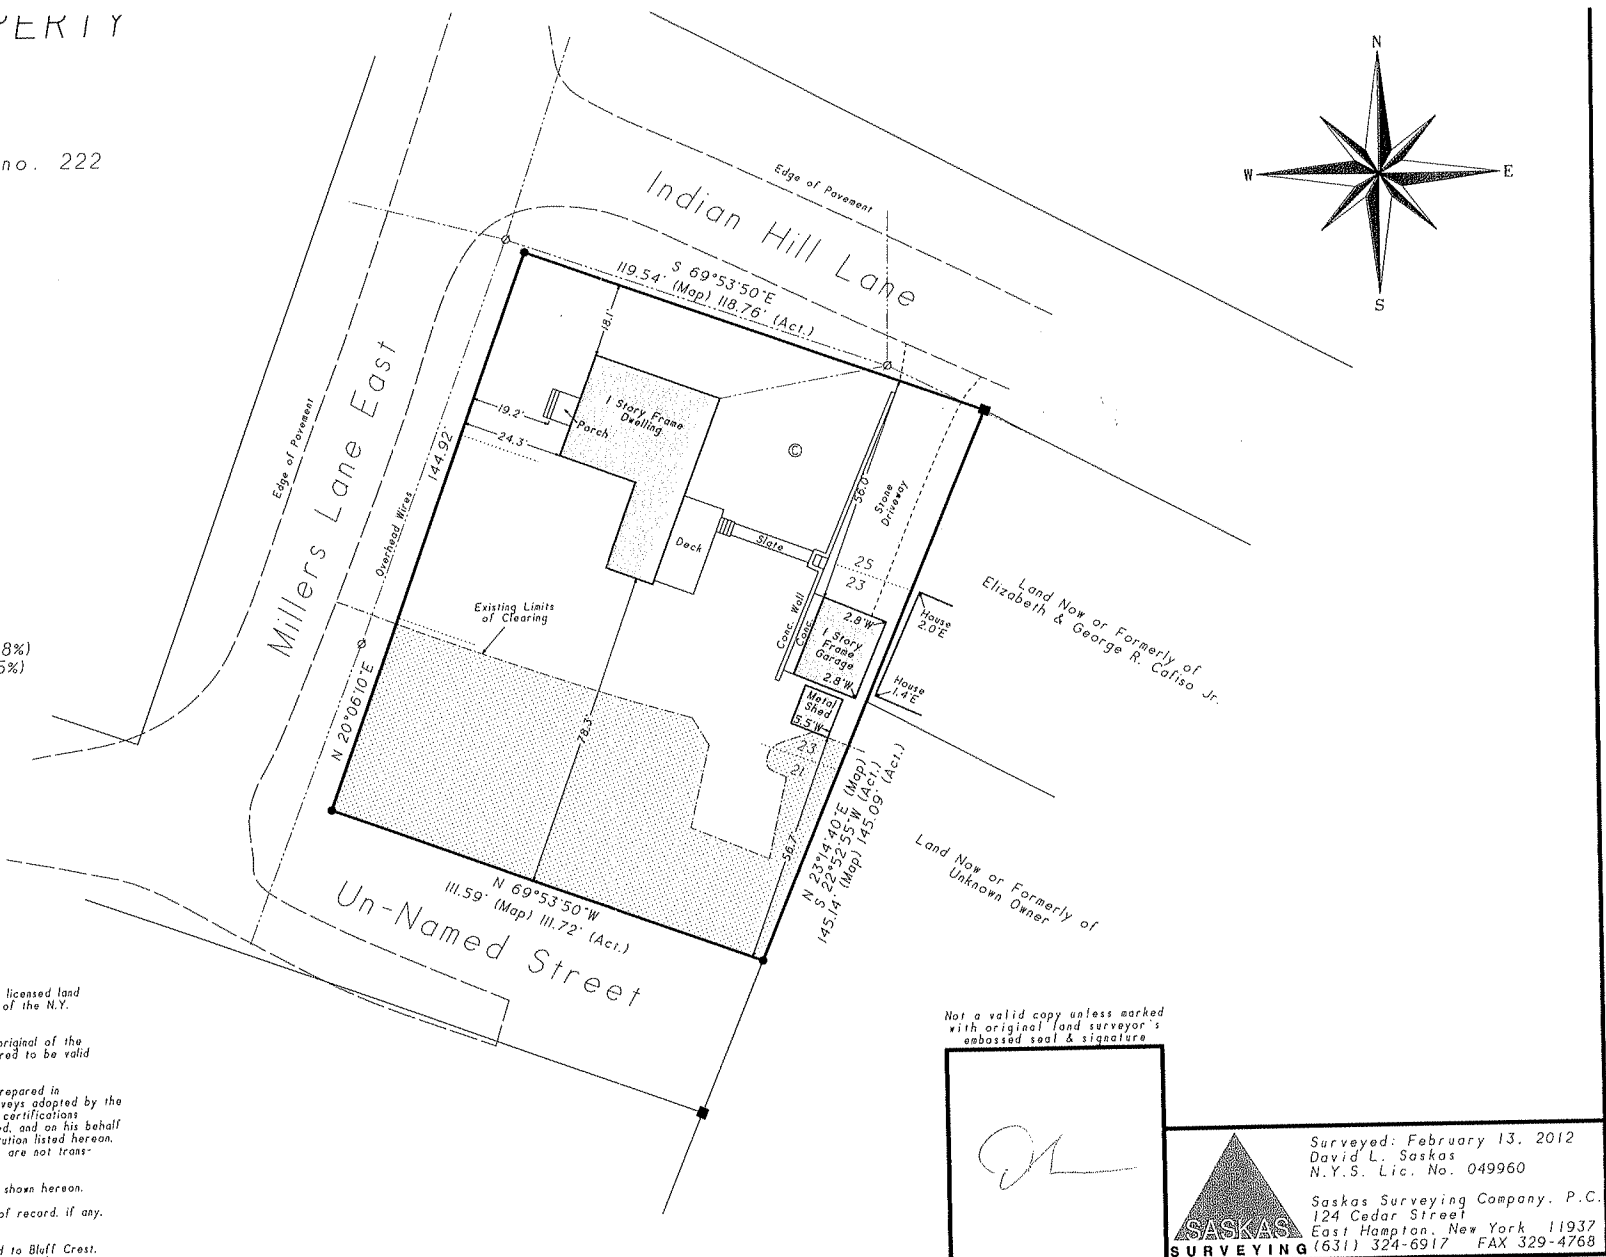 PERTY
no. 222
N
W
E
S
Edge of Pavement
Indian Hill Lane
S 69°53'50"E
119.54' (Map) 118.76' (Act.)
18.1'
Millers Lane East
Edge of Pavement
144.92'
Overhead Wires
N 20°06'10"E
1 Story Frame
Dwelling
19.2'
Porch
24.3'
©
56.0'
Stone
Driveway
Deck
Slate
25
23
Existing Limits
of Clearing
Conc. Wall
Conc.
2.8'W
1 Story
Frame
Garage
2.8'W
House
2.0'E
House
1.4'E
Metal
Shed
5.5'W
23
21
78.3'
56.7'
Land Now or Formerly of
Elizabeth & George R. Cafiso Jr.
8%)
5%)
N 23°14'40"E (Map)
S 22°52'55"W (Act.)
145.14' (Map) 145.09' (Act.)
Land Now or Formerly of
Unknown Owner
N 69°53'50"W
111.59' (Map) 111.72' (Act.)
Un-Named Street
licensed land
of the N.Y.
original of the
red to be valid
repared in
veys adopted by the
certifications
ed, and on his behalf
ution listed hereon.
are not trans-
shown hereon.
of record, if any.
d to Bluff Crest.
Not a valid copy unless marked
with original land surveyor's
embossed seal & signature
SASKAS
SURVEYING
Surveyed: February 13, 2012
David L. Saskas
N.Y.S. Lic. No. 049960
Saskas Surveying Company, P.C.
124 Cedar Street
East Hampton, New York 11937
(631) 324-6917 FAX 329-4768